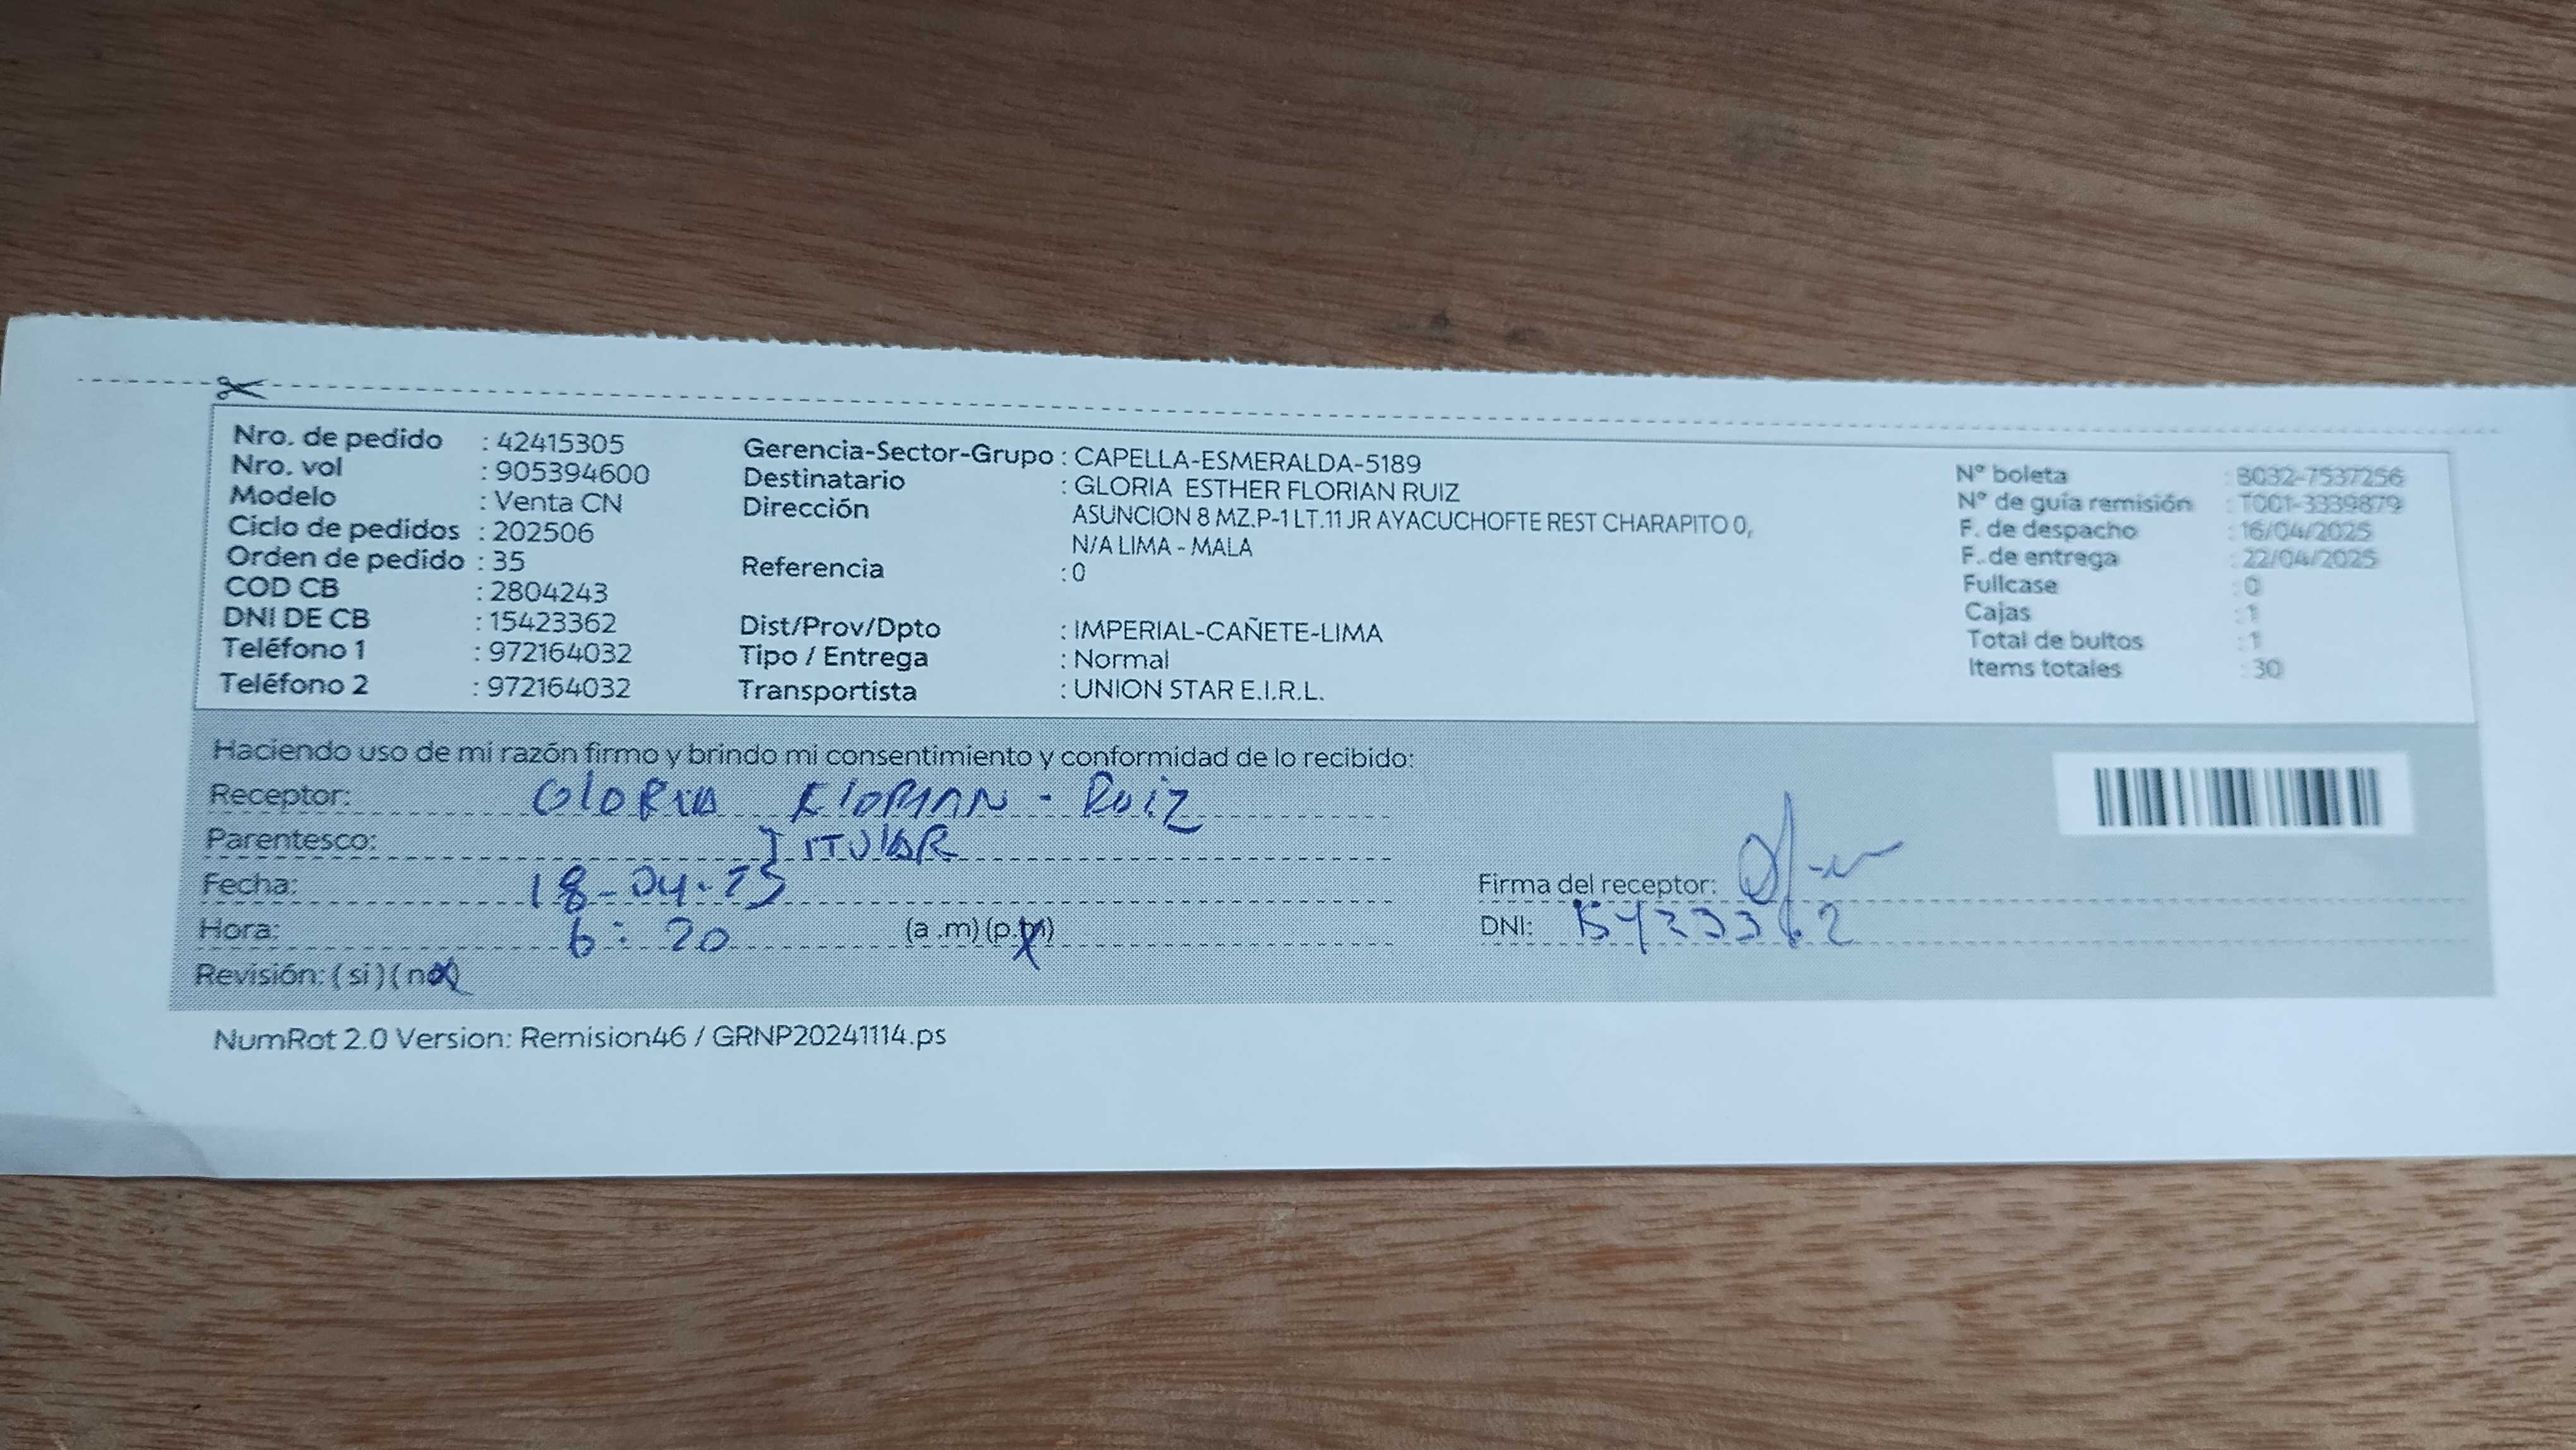 Nro. de pedido : 42415305
Nro. vol : 905394600
Modelo : Venta CN
Ciclo de pedidos : 202506
Orden de pedido : 35
COD CB : 2804243
DNI DE CB : 15423362
Teléfono 1 : 972164032
Teléfono 2 : 972164032
Gerencia-Sector-Grupo : CAPELLA-ESMERALDA-5189
Destinatario : GLORIA ESTHER FLORIAN RUIZ
Dirección ASUNCION 8 MZ.P-1 LT.11 JR AYACUCHOFTE REST CHARAPITO 0,
N/A LIMA - MALA
Referencia : 0
Dist/Prov/Dpto : IMPERIAL-CAÑETE-LIMA
Tipo / Entrega : Normal
Transportista : UNION STAR E.I.R.L.
N° boleta : B032-7537256
N° de guía remisión : T001-3339879
F. de despacho : 16/04/2025
F. de entrega : 22/04/2025
Fullcase : 0
Cajas : 1
Total de bultos : 1
Items totales : 30
Haciendo uso de mi razón firmo y brindo mi consentimiento y conformidad de lo recibido:
Receptor: GLORIA FLORIAN - RUIZ
Parentesco: TITULAR
Fecha: 18-04-25
Hora: 6:20 (a .m) (p.m)
Revisión: ( si ) ( no )
Firma del receptor:
DNI: 15423362
NumRot 2.0 Version: Remision46 / GRNP20241114.ps